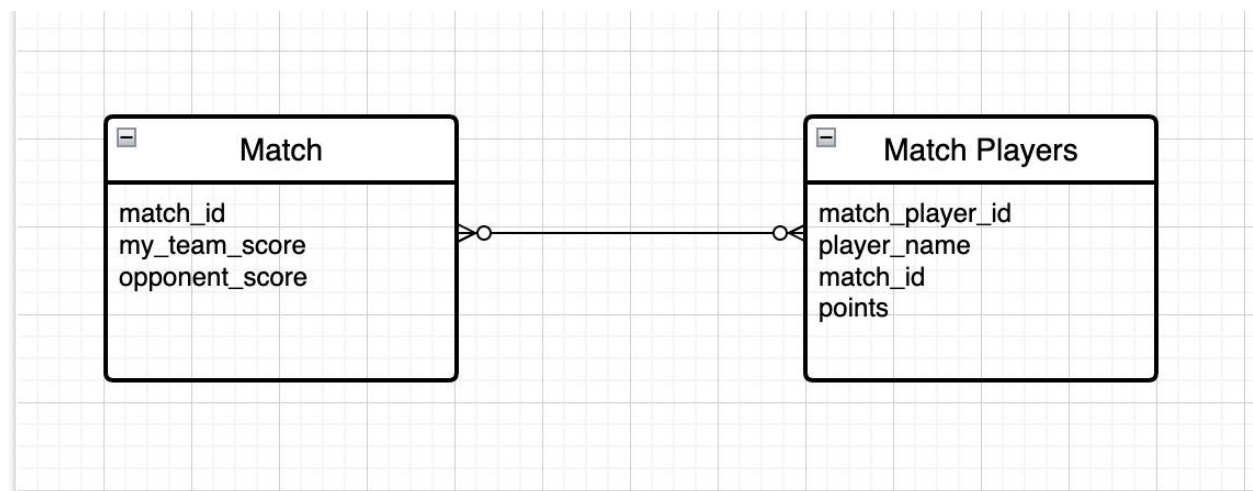 Match
match_id
my_team_score
opponent_score
Match Players
match_player_id
player_name
match_id
points